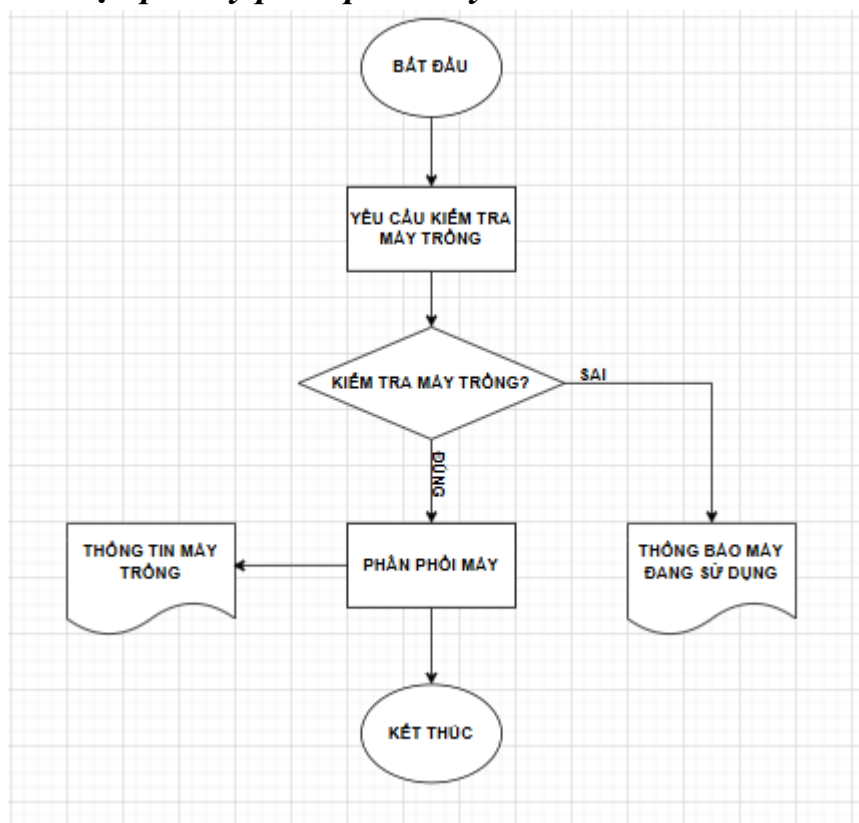 BẮT ĐẦU
YÊU CẦU KIỂM TRA
MÁY TRỐNG
KIỂM TRA MÁY TRỐNG?
SAI
ĐÚNG
THÔNG TIN MÁY
TRỐNG
PHÂN PHỐI MÁY
THÔNG BÁO MÁY
ĐANG SỬ DỤNG
KẾT THÚC